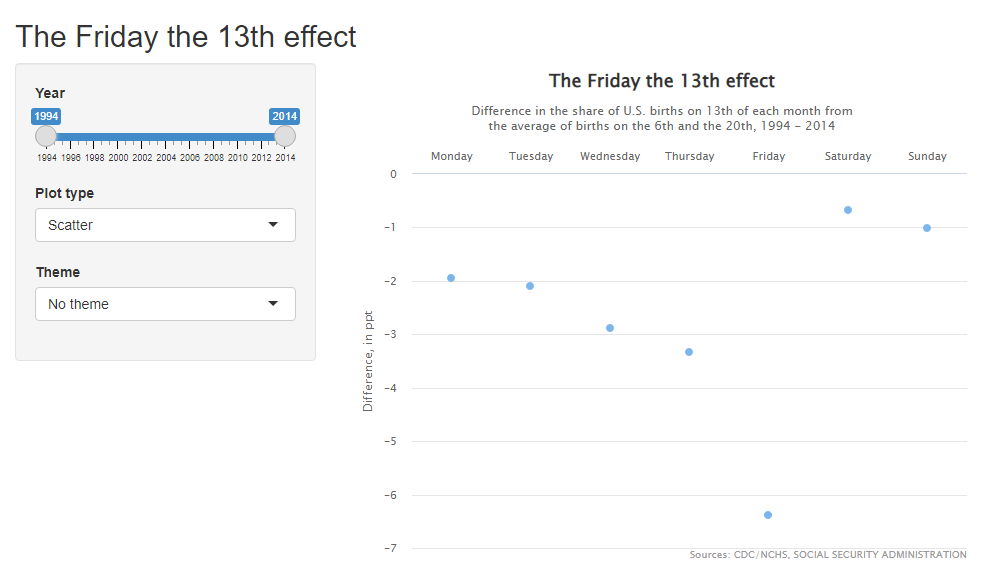 The Friday the 13th effect
Year
1994 2014
1994 1996 1998 2000 2002 2004 2006 2008 2010 2012 2014
Plot type
Scatter
Theme
No theme
The Friday the 13th effect
Difference in the share of U.S. births on 13th of each month from
the average of births on the 6th and the 20th, 1994 – 2014
Monday Tuesday Wednesday Thursday Friday Saturday Sunday
0
−1
−2
−3
−4
−5
−6
−7
Difference, in ppt
Sources: CDC/NCHS, SOCIAL SECURITY ADMINISTRATION